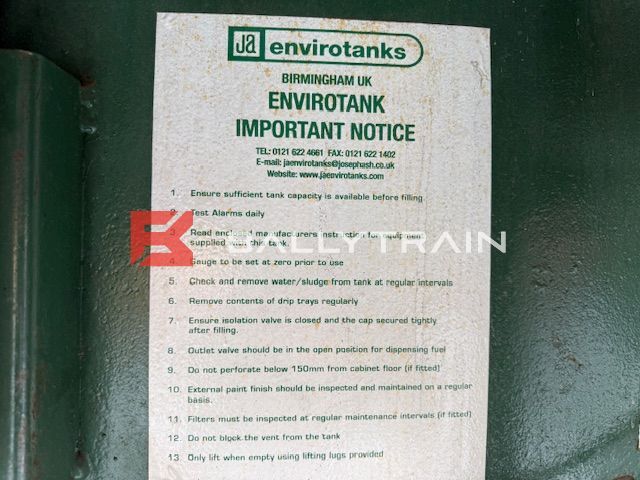 Ja envirotanks
BIRMINGHAM UK
ENVIROTANK
IMPORTANT NOTICE
TEL: 0121 622 4661 FAX: 0121 622 1402
E-mail: jaenvirotanks@josephash.co.uk
Website: www.jaenvirotanks.com
1. Ensure sufficient tank capacity is available before filling
2. Test Alarms daily
3. Read enclosed manufacturers instruction for equipment
supplied with this tank.
4. Gauge to be set at zero prior to use
5. Check and remove water/sludge from tank at regular intervals
6. Remove contents of drip trays regularly
7. Ensure isolation valve is closed and the cap secured tightly
after filling.
8. Outlet valve should be in the open position for dispensing fuel
9. Do not perforate below 150mm from cabinet floor (if fitted)
10. External paint finish should be inspected and maintained on a regular
basis.
11. Filters must be inspected at regular maintenance intervals (if fitted)
12. Do not block the vent from the tank
13. Only lift when empty using lifting lugs provided